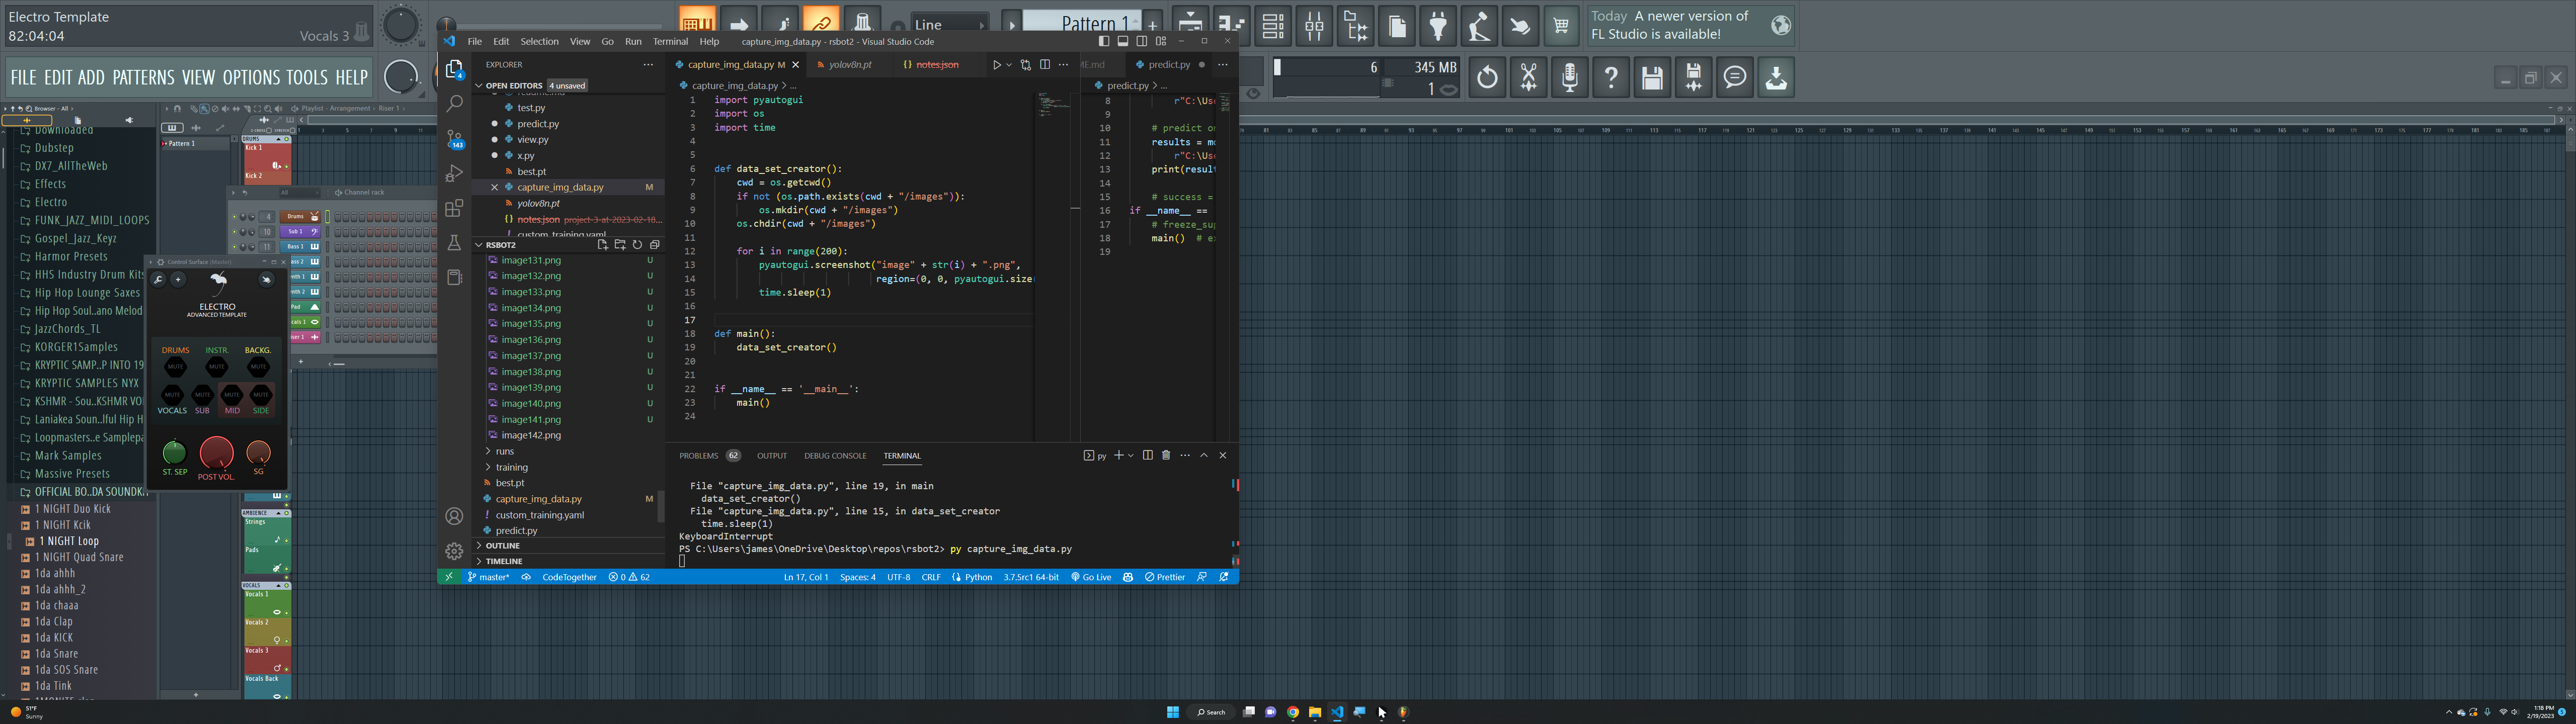 Electro Template
82:04:04
Vocals 3
FILE EDIT ADD PATTERNS VIEW OPTIONS TOOLS HELP
Line
Pattern 1
6
345 MB
1
Today A newer version of
FL Studio is available!
Browser - All
Playlist - Arrangement
Riser 1
Downloaded
Dubstep
DX7_AllTheWeb
Effects
Electro
FUNK_JAZZ_MIDI_LOOPS
Gospel_Jazz_Keyz
Harmor Presets
HHS Industry Drum Kits
Hip Hop Lounge Saxes
Hip Hop Soul..ano Melod
JazzChords_TL
KORGER1Samples
KRYPTIC SAMP..P INTO 19
KRYPTIC SAMPLES NYX
KSHMR - Sou..KSHMR VO
Laniakea Soun..lful Hip H
Loopmasters..e Samplepa
Mark Samples
Massive Presets
OFFICIAL BO..DA SOUNDKI
1 NIGHT Duo Kick
1 NIGHT Kcik
1 NIGHT Loop
1 NIGHT Quad Snare
1da ahhh
1da ahhh_2
1da chaaa
1da Clap
1da KICK
1da Snare
1da SOS Snare
1da Tink
Pattern 1
DRUMS
Kick 1
Kick 2
All
Channel rack
4 Drums
10 Sub 1
11 Bass 1
Control Surface (Master)
ELECTRO
ADVANCED TEMPLATE
DRUMS INSTR. BACKG.
MUTE MUTE MUTE
MUTE MUTE MUTE MUTE
VOCALS SUB MID SIDE
ST. SEP POST VOL. SG
AMBIENCE
Strings
Pads
VOCALS
Vocals 1
Vocals 2
Vocals 3
Vocals Back
File Edit Selection View Go Run Terminal Help
capture_img_data.py - rsbot2 - Visual Studio Code
EXPLORER
OPEN EDITORS 4 unsaved
test.py
predict.py
view.py
x.py
best.pt
capture_img_data.py M
yolov8n.pt
notes.json project-3-at-2023-02-18...
custom_training.yaml
RSBOT2
image131.png U
image132.png U
image133.png U
image134.png U
image135.png U
image136.png U
image137.png U
image138.png U
image139.png U
image140.png U
image141.png U
image142.png
runs
training
best.pt
capture_img_data.py M
custom_training.yaml
predict.py
OUTLINE
TIMELINE
capture_img_data.py M
yolov8n.pt
notes.json
ME.md
predict.py
capture_img_data.py > ...
1 import pyautogui
2 import os
3 import time
4
5
6 def data_set_creator():
7 cwd = os.getcwd()
8 if not (os.path.exists(cwd + "/images")):
9 os.mkdir(cwd + "/images")
10 os.chdir(cwd + "/images")
11
12 for i in range(200):
13 pyautogui.screenshot("image" + str(i) + ".png",
14 region=(0, 0, pyautogui.size(
15 time.sleep(1)
16
17
18 def main():
19 data_set_creator()
20
21
22 if __name__ == '__main__':
23 main()
24
predict.py > ...
8 r"C:\Use
9
10 # predict on
11 results = mo
12 r"C:\Use
13 print(result
14
15 # success =
16 if __name__ ==
17 # freeze_sup
18 main() # ex
19
PROBLEMS 62 OUTPUT DEBUG CONSOLE TERMINAL
py
File "capture_img_data.py", line 19, in main
data_set_creator()
File "capture_img_data.py", line 15, in data_set_creator
time.sleep(1)
KeyboardInterrupt
PS C:\Users\james\OneDrive\Desktop\repos\rsbot2> py capture_img_data.py
master* CodeTogether 0 62
Ln 17, Col 1 Spaces: 4 UTF-8 CRLF Python 3.7.5rc1 64-bit Go Live Prettier
51°F
Sunny
Search
1:18 PM
2/19/2023